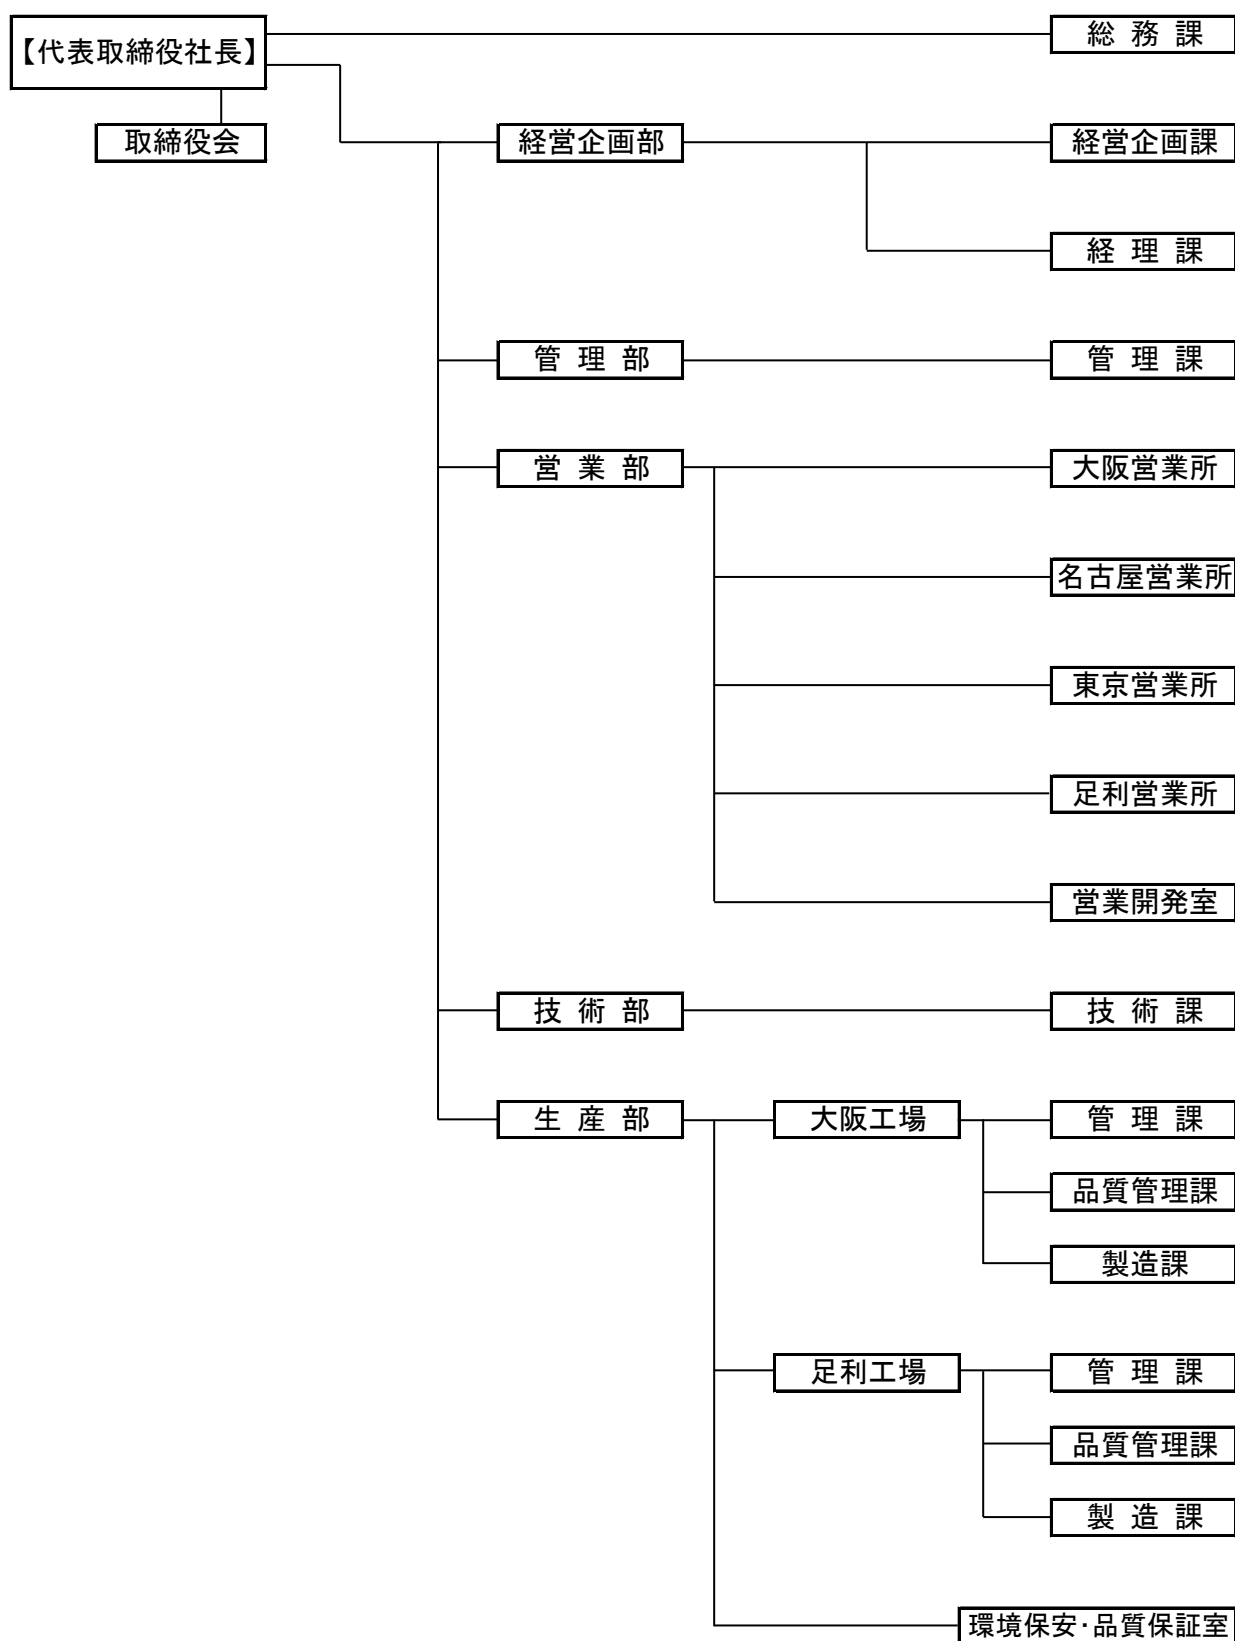 【代表取締役社長】
総 務 課
取締役会
経営企画部
経営企画課
経 理 課
管 理 部
管 理 課
営 業 部
大阪営業所
名古屋営業所
東京営業所
足利営業所
営業開発室
技 術 部
技 術 課
生 産 部
大阪工場
管 理 課
品質管理課
製造課
足利工場
管 理 課
品質管理課
製 造 課
環境保安・品質保証室